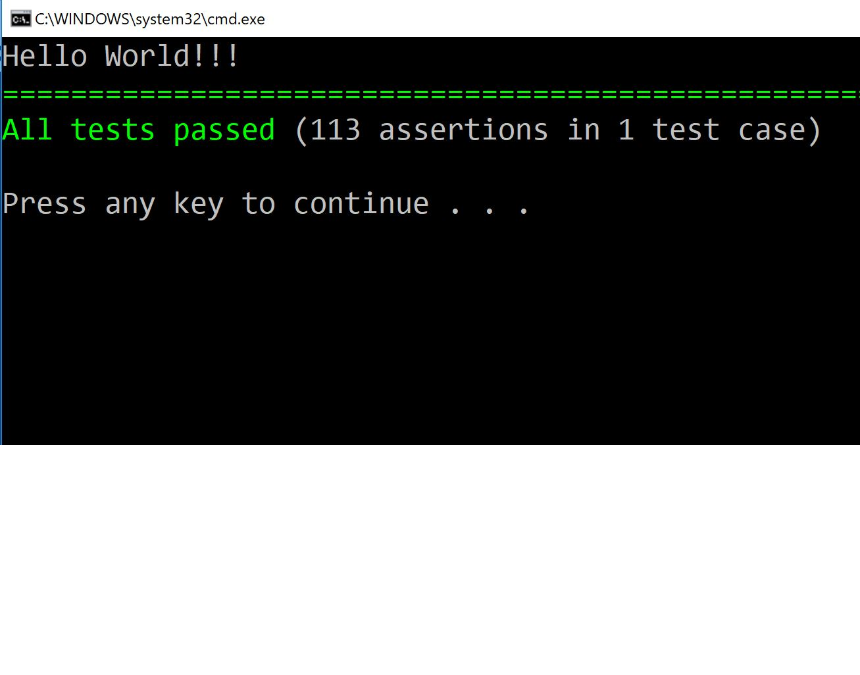 C:\WINDOWS\system32\cmd.exe
Hello World!!!
==================================================
All tests passed (113 assertions in 1 test case)
Press any key to continue . . .